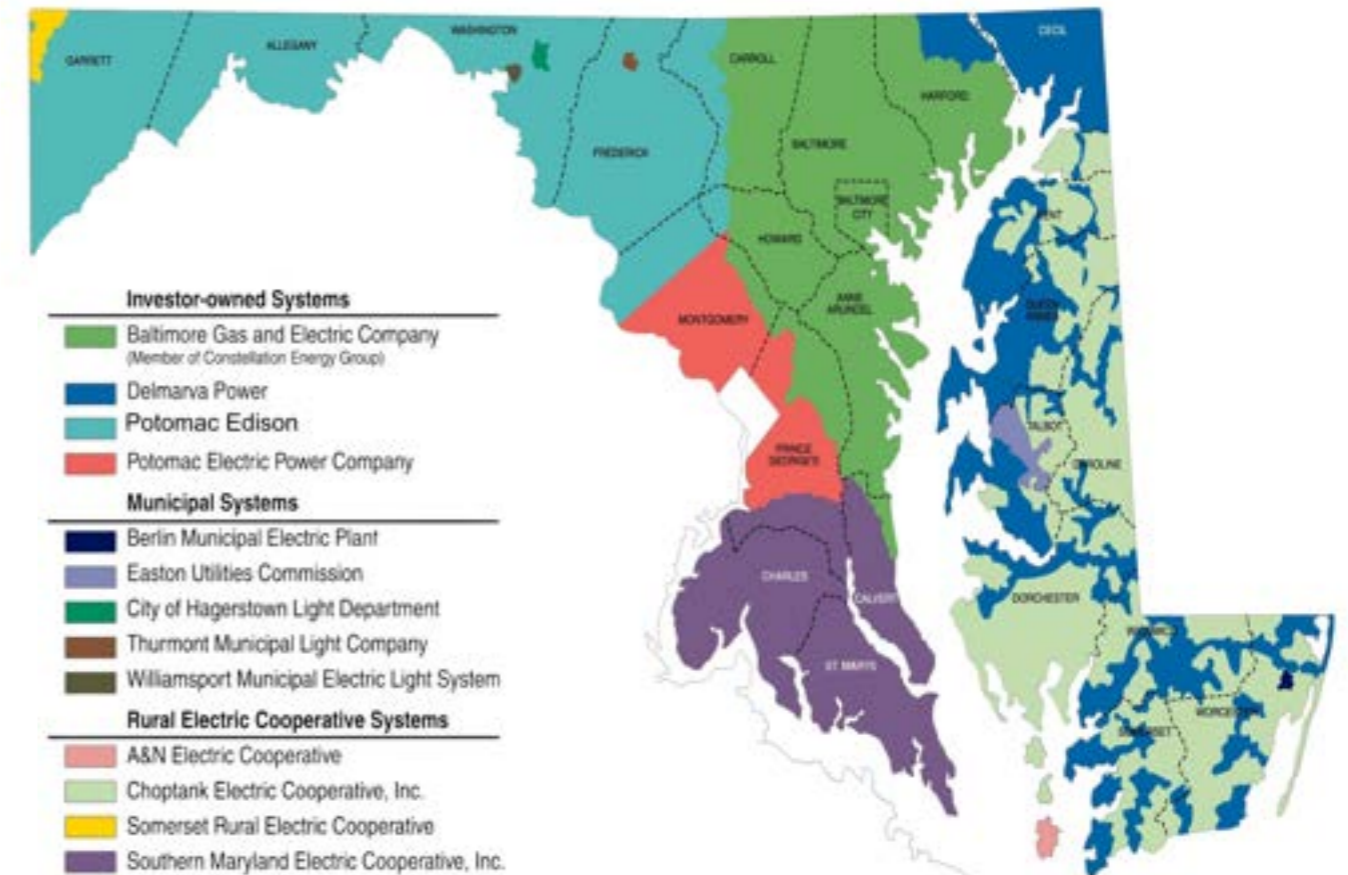 GARRETT
ALLEGANY
WASHINGTON
FREDERICK
CARROLL
BALTIMORE
HARFORD
CECIL
BALTIMORE
CITY
HOWARD
ANNE
ARUNDEL
MONTGOMERY
PRINCE
GEORGE'S
CHARLES
CALVERT
ST MARYS
KENT
QUEEN
TALBOT
CAROLINE
DORCHESTER
SOMERSET
WORCESTER
Investor-owned Systems
Baltimore Gas and Electric Company
(Member of Constellation Energy Group)
Delmarva Power
Potomac Edison
Potomac Electric Power Company
Municipal Systems
Berlin Municipal Electric Plant
Easton Utilities Commission
City of Hagerstown Light Department
Thurmont Municipal Light Company
Williamsport Municipal Electric Light System
Rural Electric Cooperative Systems
A&N Electric Cooperative
Choptank Electric Cooperative, Inc.
Somerset Rural Electric Cooperative
Southern Maryland Electric Cooperative, Inc.